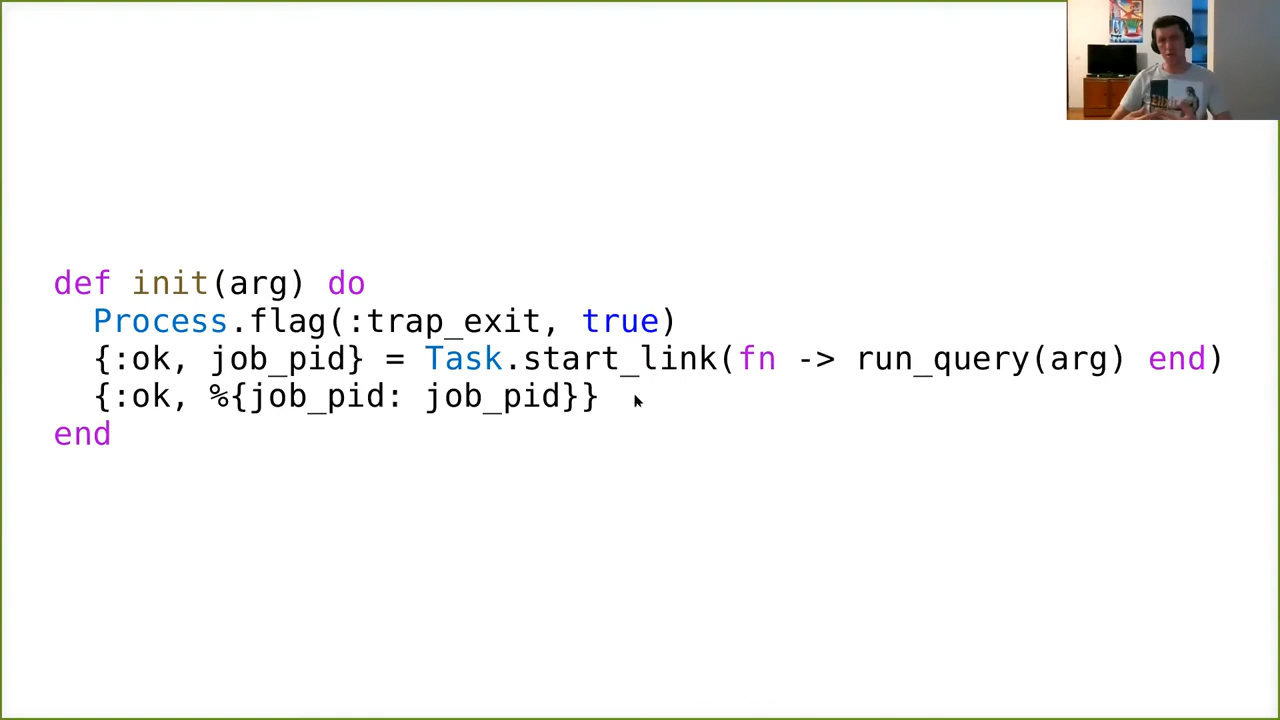 def init(arg) do
  Process.flag(:trap_exit, true)
  {:ok, job_pid} = Task.start_link(fn -> run_query(arg) end)
  {:ok, %{job_pid: job_pid}}
end